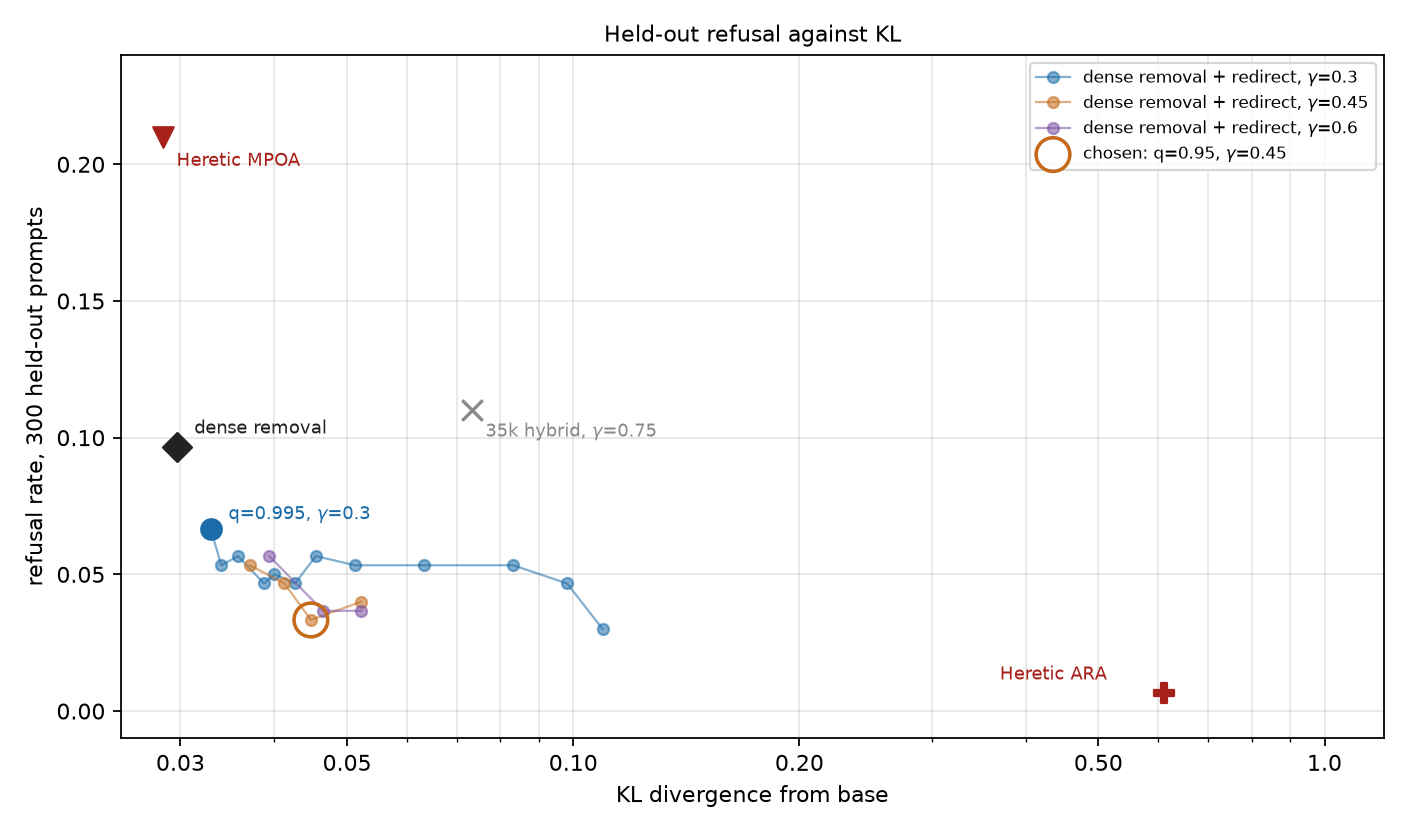 Held-out refusal against KL
dense removal + redirect, γ=0.3
dense removal + redirect, γ=0.45
dense removal + redirect, γ=0.6
chosen: q=0.95, γ=0.45
Heretic MPOA
dense removal
35k hybrid, γ=0.75
q=0.995, γ=0.3
Heretic ARA
refusal rate, 300 held-out prompts
0.20
0.15
0.10
0.05
0.00
0.03 0.05 0.10 0.20 0.50 1.0
KL divergence from base